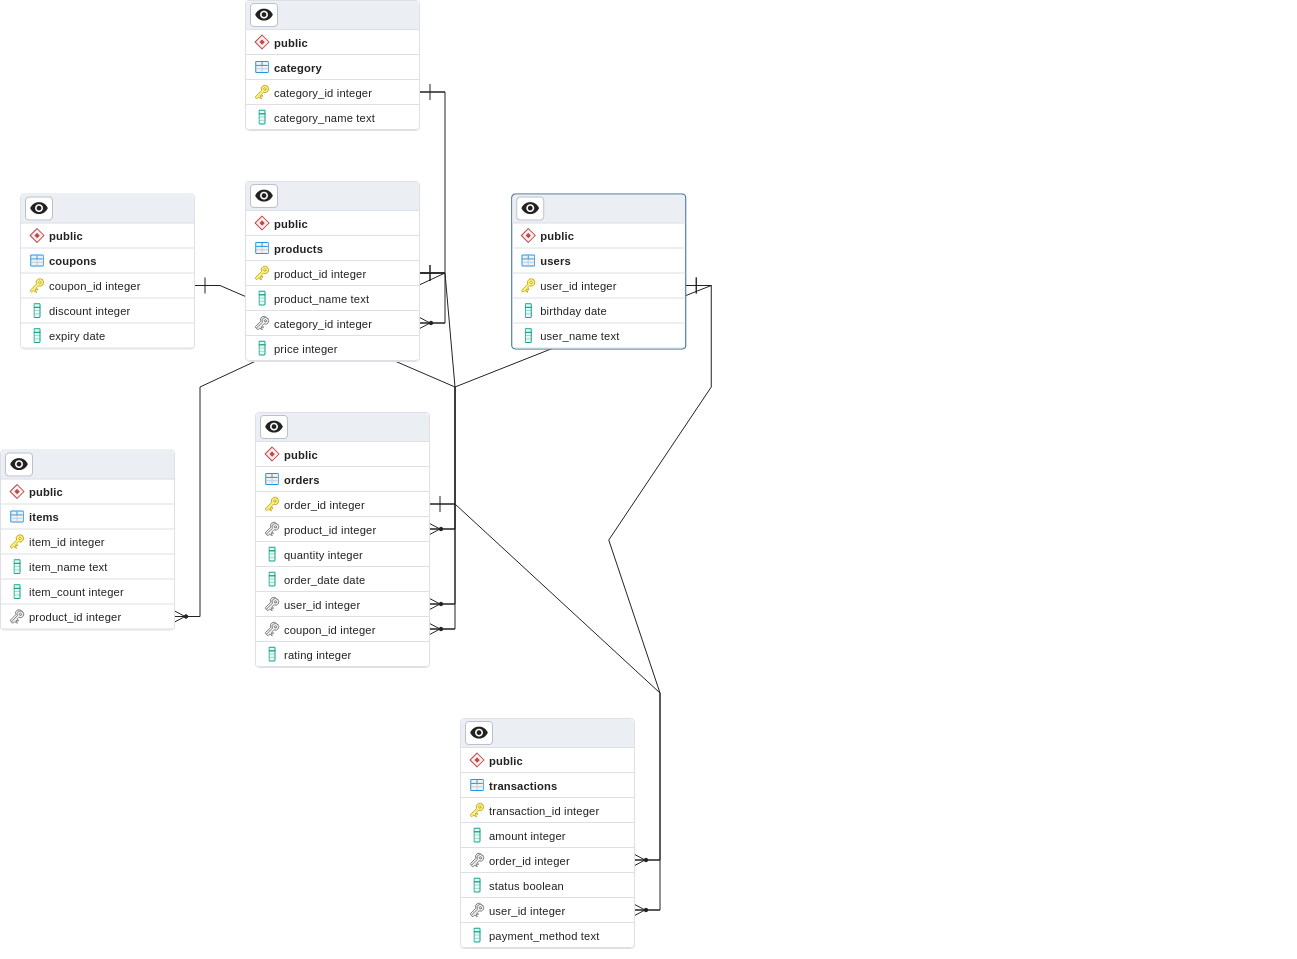 public
category
category_id integer
category_name text
public
coupons
coupon_id integer
discount integer
expiry date
public
products
product_id integer
product_name text
category_id integer
price integer
public
users
user_id integer
birthday date
user_name text
public
items
item_id integer
item_name text
item_count integer
product_id integer
public
orders
order_id integer
product_id integer
quantity integer
order_date date
user_id integer
coupon_id integer
rating integer
public
transactions
transaction_id integer
amount integer
order_id integer
status boolean
user_id integer
payment_method text